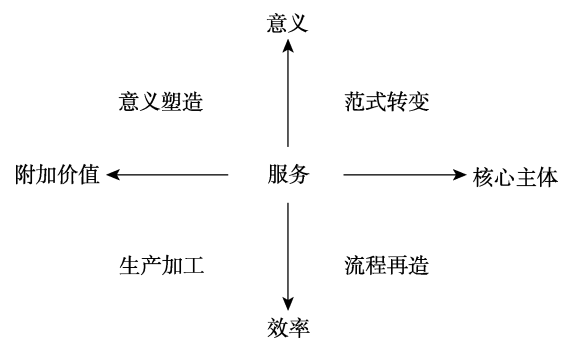 意义
意义塑造
范式转变
附加价值
服务
核心主体
生产加工
流程再造
效率